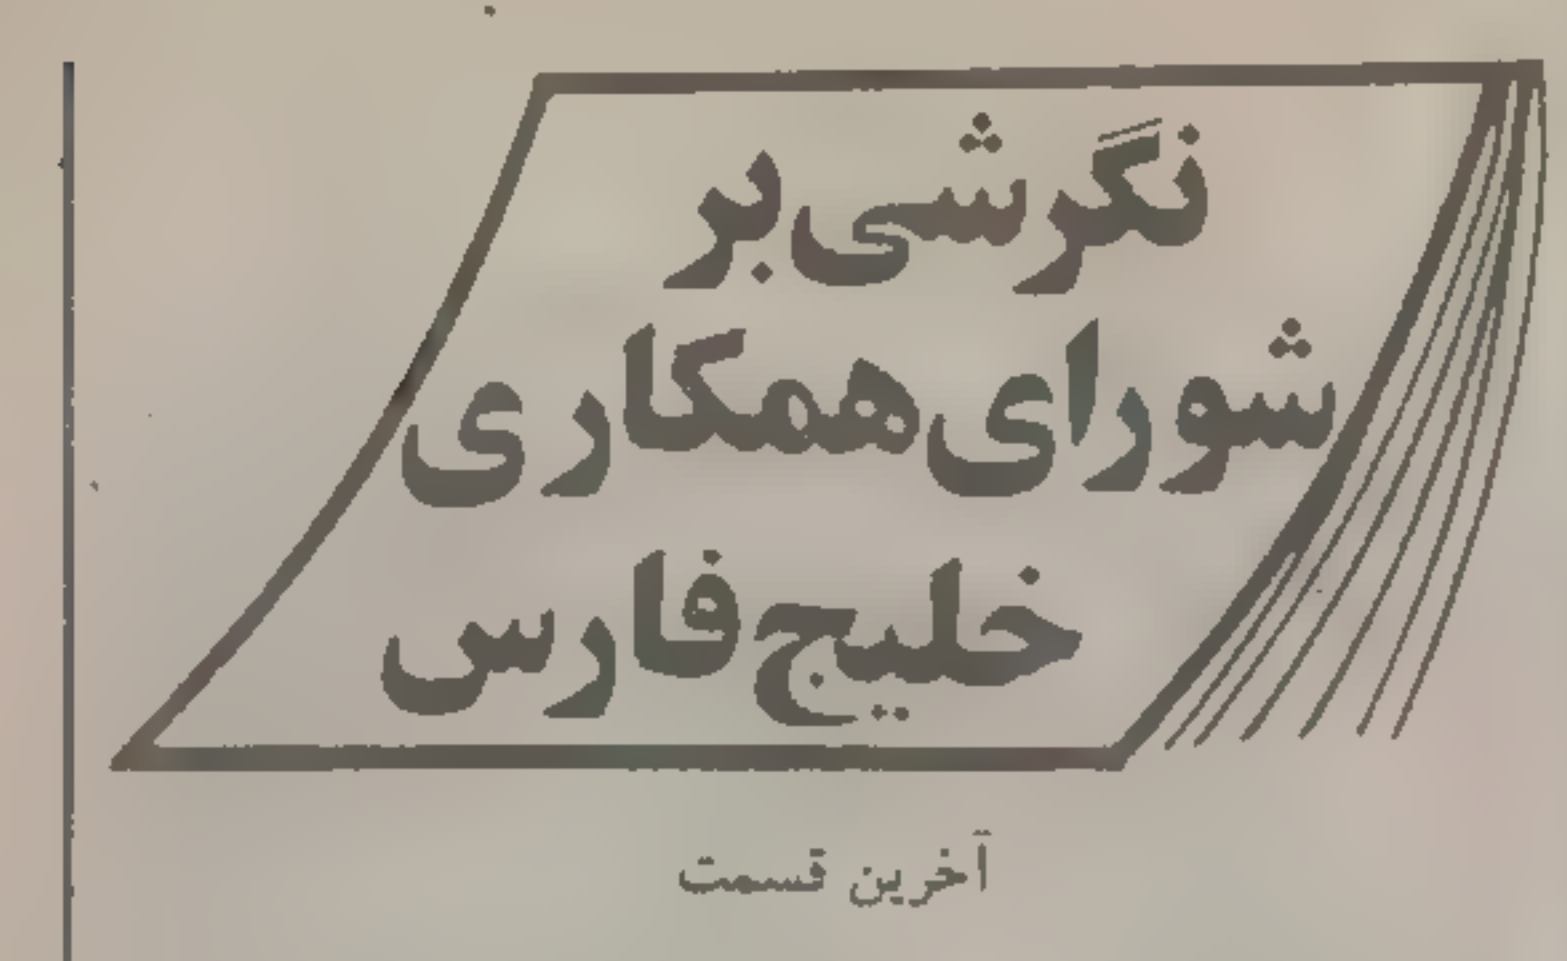 نگرشی بر
شورای همکاری
خلیج فارس
آخرین قسمت